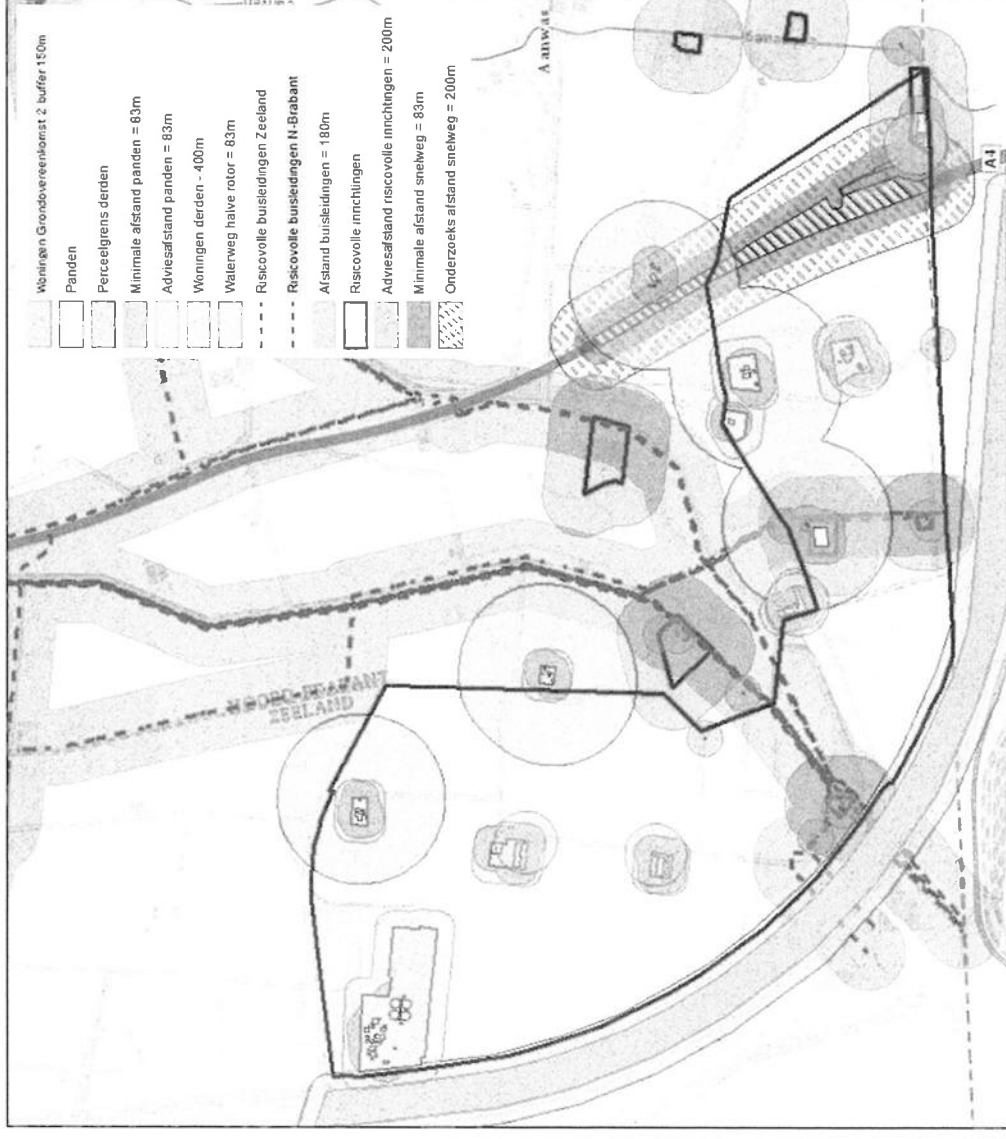 Woningen Grondovereenkomst 2 buffer 150m
Panden
Perceelgrens derden
Minimale afstand panden = 83m
Adviesafstand panden = 83m
Woningen derden - 400m
Waterweg halve rotor = 83m
Risicovolle buisleidingen Zeeland
Risicovolle buisleidingen N-Brabant
Afstand buisleidingen = 180m
Risicovolle inrichtingen
Adviesafstand risicovolle inrichtingen = 200m
Minimale afstand snelweg = 83m
Onderzoeks afstand snelweg = 200m
Aanwas
NOORD-BRABANT
ZEELAND
A4